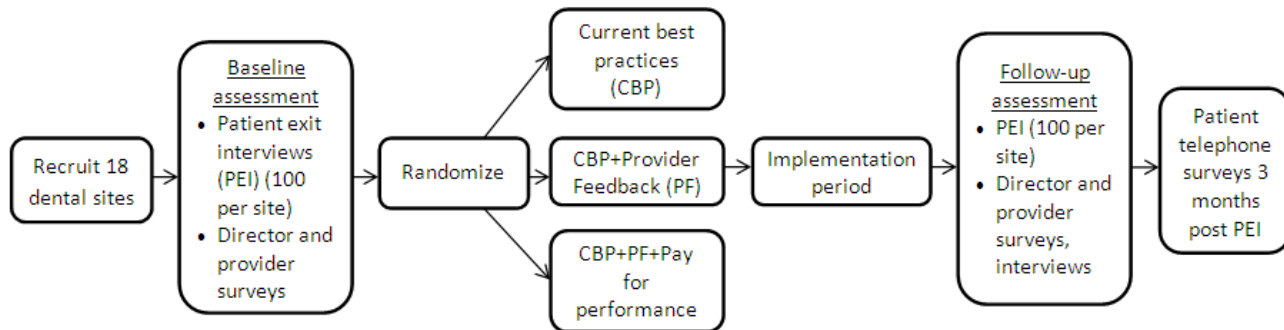 Recruit 18
dental sites
Baseline
assessment
• Patient exit
interviews
(PEI) (100
per site)
• Director and
provider
surveys
Randomize
Current best
practices
(CBP)
CBP+Provider
Feedback (PF)
CBP+PF+Pay
for
performance
Implementation
period
Follow-up
assessment
• PEI (100 per
site)
• Director and
provider
surveys,
interviews
Patient
telephone
surveys 3
months
post PEI